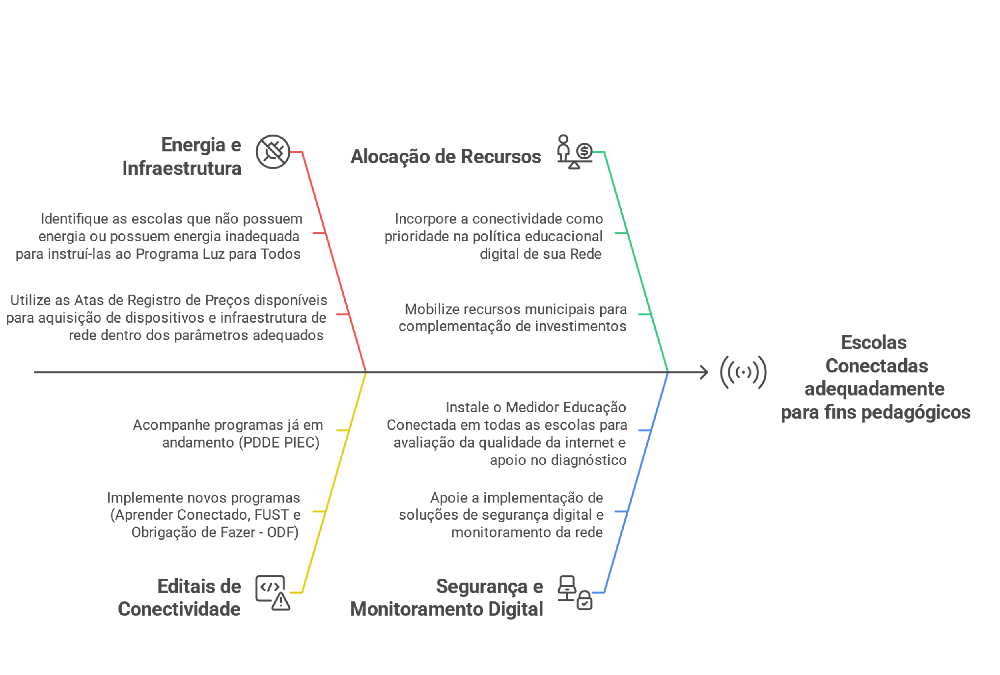 Energia e
Infraestrutura
Identifique as escolas que não possuem
energia ou possuem energia inadequada
para instruí-las ao Programa Luz para Todos
Utilize as Atas de Registro de Preços disponíveis
para aquisição de dispositivos e infraestrutura de
rede dentro dos parâmetros adequados
Alocação de Recursos
Incorpore a conectividade como
prioridade na política educacional
digital de sua Rede
Mobilize recursos municipais para
complementação de investimentos
Escolas
Conectadas
adequadamente
para fins pedagógicos
Acompanhe programas já em
andamento (PDDE PIEC)
Implemente novos programas
(Aprender Conectado, FUST e
Obrigação de Fazer - ODF)
Editais de
Conectividade
Instale o Medidor Educação
Conectada em todas as escolas para
avaliação da qualidade da internet e
apoio no diagnóstico
Apoie a implementação de
soluções de segurança digital e
monitoramento da rede
Segurança e
Monitoramento Digital